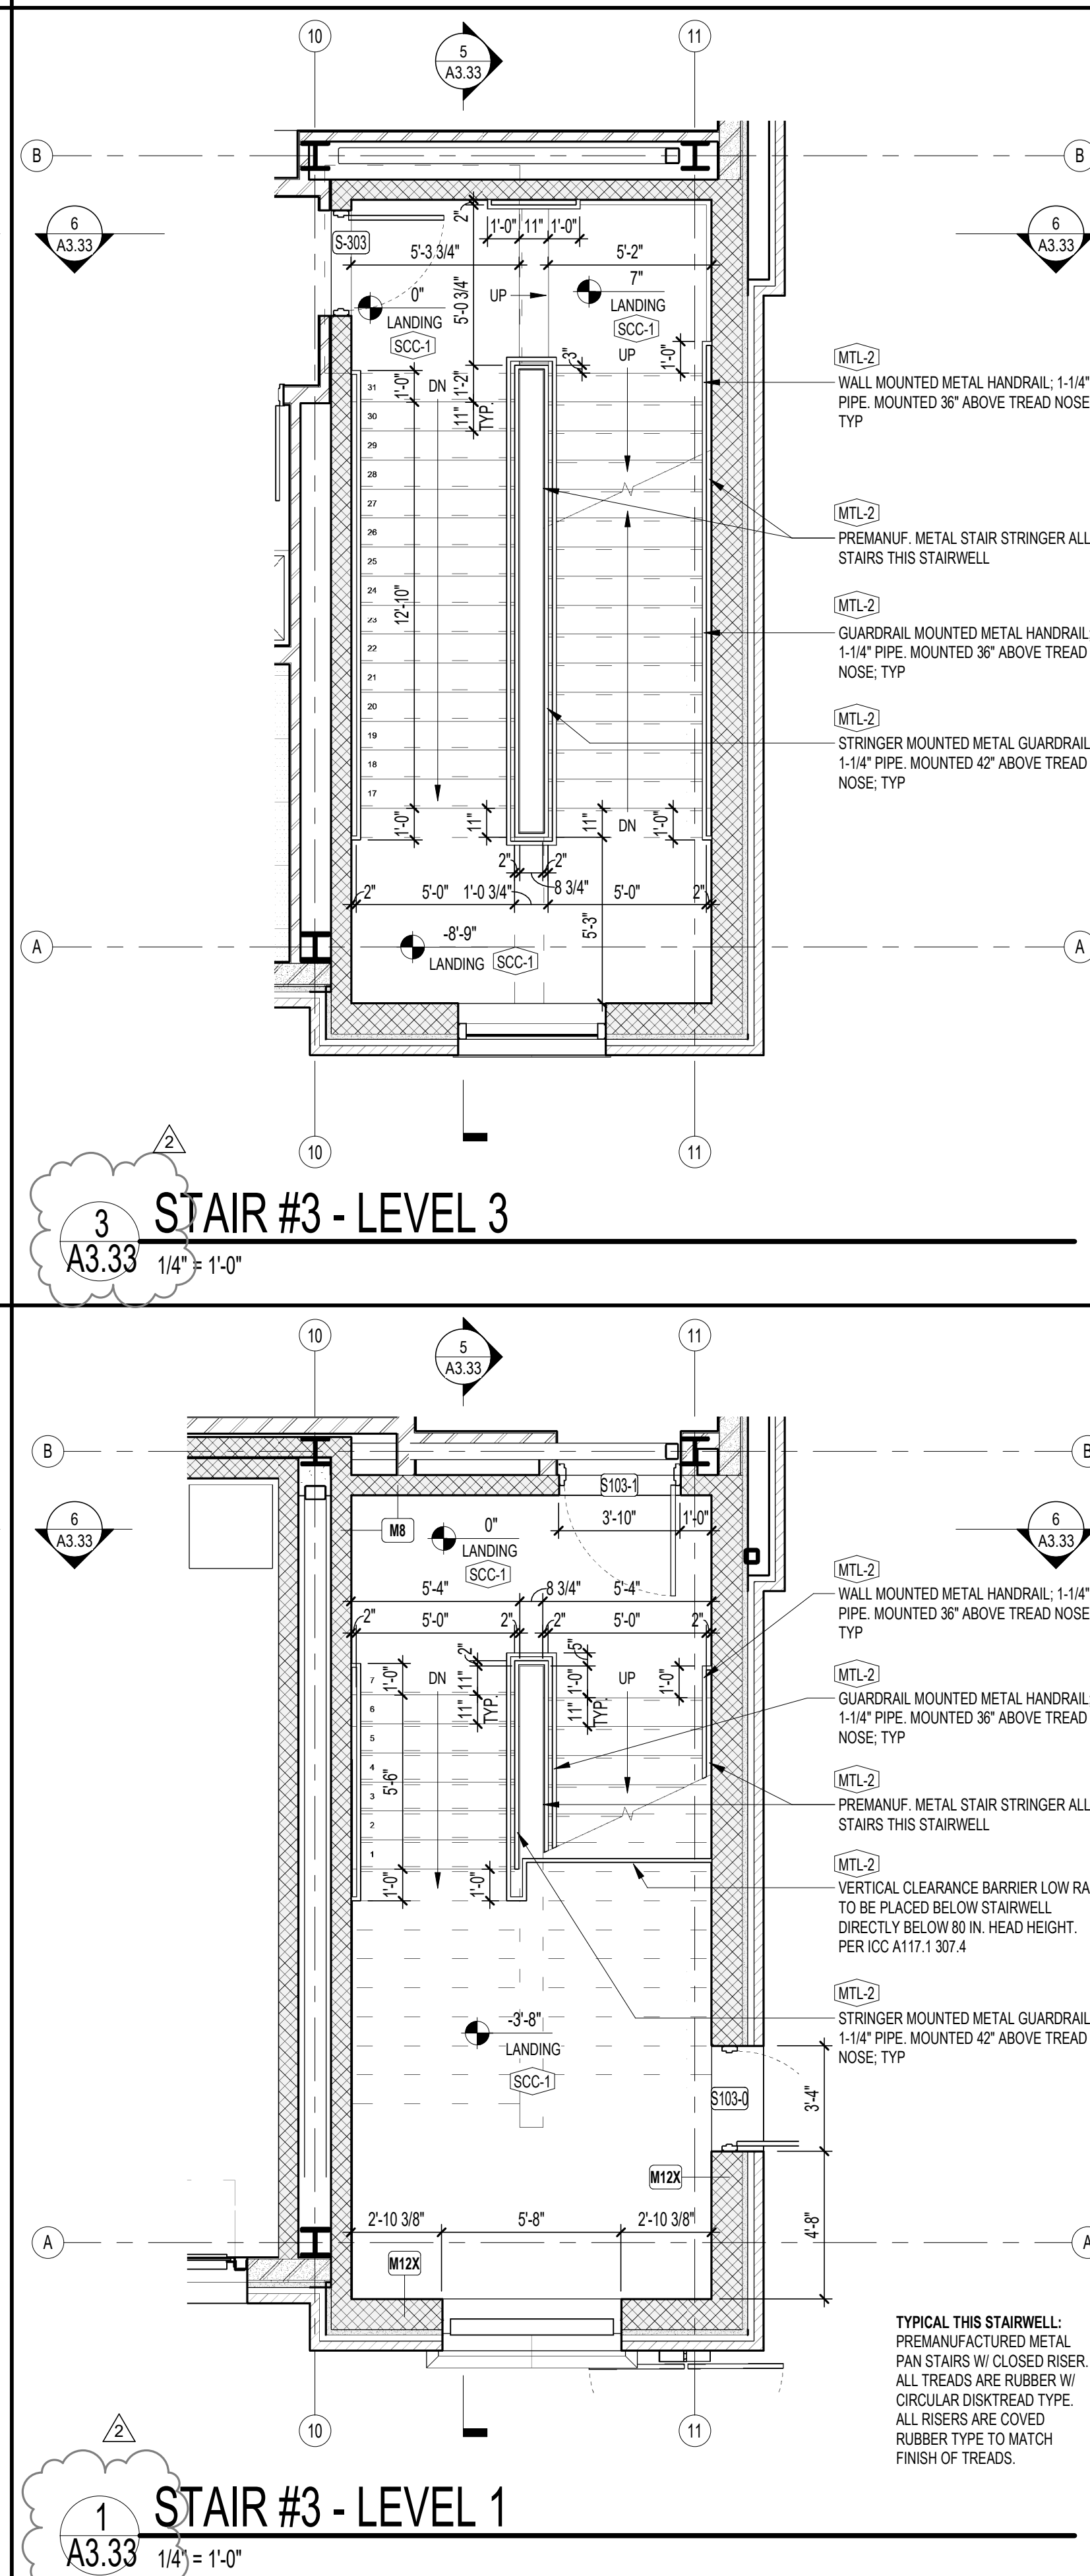 10
11
5
A3.33
B
B
6
A3.33
6
A3.33
S-303
2"
1'-0"
11"
1'-0"
5'-3 3/4"
5'-2"
0"
LANDING
SCC-1
5'-0 3/4"
UP
7"
LANDING
SCC-1
UP
3"
1'-0"
DN
1'-0"
1'-2"
11"
TYP.
31
30
29
28
27
26
25
24
23
22
21
20
19
18
17
12'-10"
MTL-2
WALL MOUNTED METAL HANDRAIL; 1-1/4"
PIPE. MOUNTED 36" ABOVE TREAD NOSE
TYP
MTL-2
PREMANUF. METAL STAIR STRINGER ALL
STAIRS THIS STAIRWELL
MTL-2
GUARDRAIL MOUNTED METAL HANDRAIL;
1-1/4" PIPE. MOUNTED 36" ABOVE TREAD
NOSE; TYP
MTL-2
STRINGER MOUNTED METAL GUARDRAIL
1-1/4" PIPE. MOUNTED 42" ABOVE TREAD
NOSE; TYP
1'-0"
11"
11"
DN
1'-0"
2"
2"
8 3/4"
2"
5'-0"
1'-0 3/4"
5'-0"
2"
5'-3"
-8'-9"
LANDING
SCC-1
A
A
10
11
2
3
A3.33
STAIR #3 - LEVEL 3
1/4" = 1'-0"
10
11
5
A3.33
B
B
6
A3.33
6
A3.33
S103-1
M8
0"
LANDING
SCC-1
3'-10"
1'-0"
5'-4"
8 3/4"
5'-4"
2"
5'-0"
2"
2"
5'-0"
2"
2"
5"
1'-0"
DN
11"
11"
TYP.
1'-0"
11"
TYP.
UP
1'-0"
7
6
5
4
3
2
1
5'-6"
1'-0"
1'-0"
MTL-2
WALL MOUNTED METAL HANDRAIL; 1-1/4"
PIPE. MOUNTED 36" ABOVE TREAD NOSE
TYP
MTL-2
GUARDRAIL MOUNTED METAL HANDRAIL;
1-1/4" PIPE. MOUNTED 36" ABOVE TREAD
NOSE; TYP
MTL-2
PREMANUF. METAL STAIR STRINGER ALL
STAIRS THIS STAIRWELL
MTL-2
VERTICAL CLEARANCE BARRIER LOW RA
TO BE PLACED BELOW STAIRWELL
DIRECTLY BELOW 80 IN. HEAD HEIGHT.
PER ICC A117.1 307.4
MTL-2
STRINGER MOUNTED METAL GUARDRAIL
1-1/4" PIPE. MOUNTED 42" ABOVE TREAD
NOSE; TYP
-3'-8"
LANDING
SCC-1
S103-0
3'-4"
M12X
4'-8"
2'-10 3/8"
5'-8"
2'-10 3/8"
A
A
M12X
TYPICAL THIS STAIRWELL:
PREMANUFACTURED METAL
PAN STAIRS W/ CLOSED RISER.
ALL TREADS ARE RUBBER W/
CIRCULAR DISKTREAD TYPE.
ALL RISERS ARE COVED
RUBBER TYPE TO MATCH
FINISH OF TREADS.
10
11
2
1
A3.33
STAIR #3 - LEVEL 1
1/4" = 1'-0"